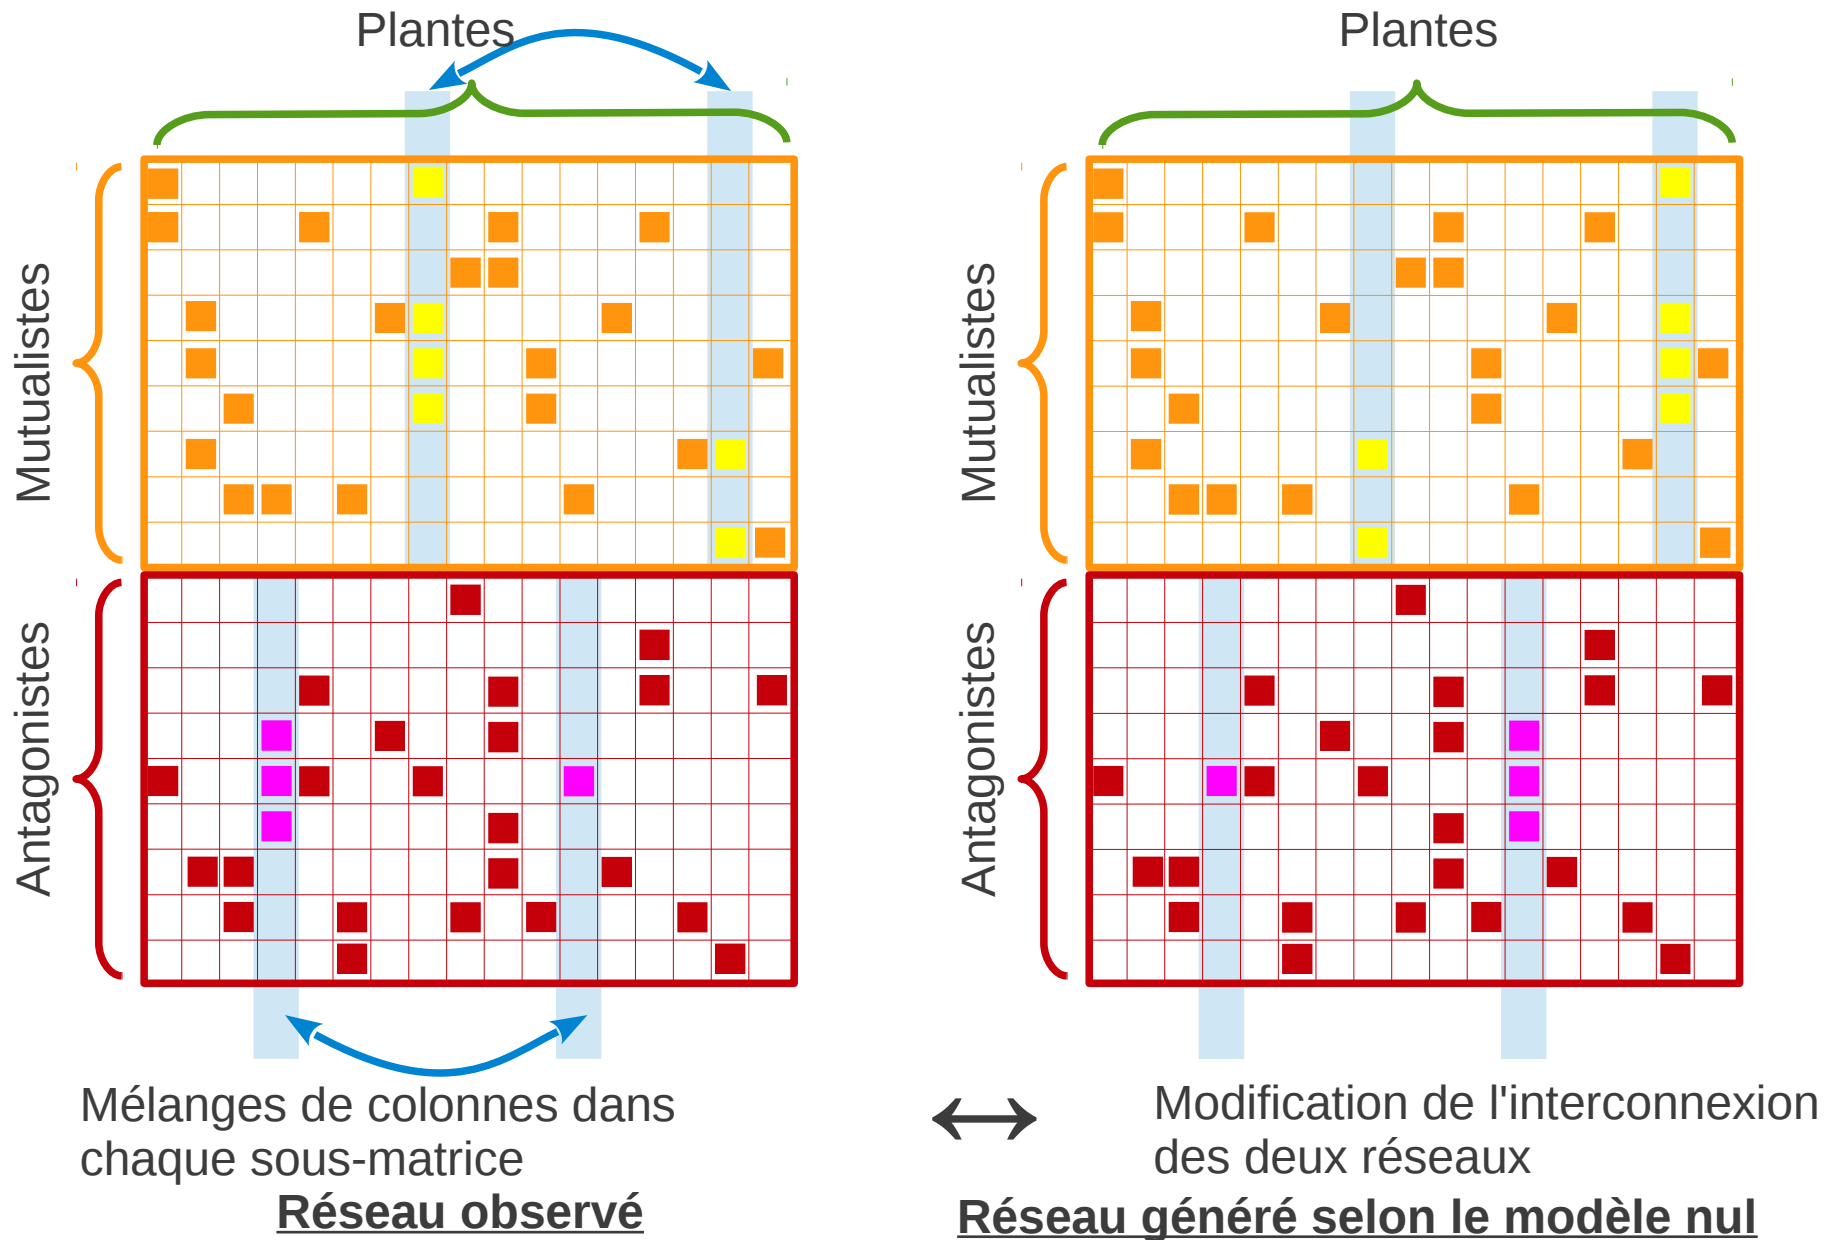 Plantes
Plantes
Mutualistes
Mutualistes
Antagonistes
Antagonistes
Mélanges de colonnes dans
chaque sous-matrice
Réseau observé
Modification de l'interconnexion
des deux réseaux
Réseau généré selon le modèle nul